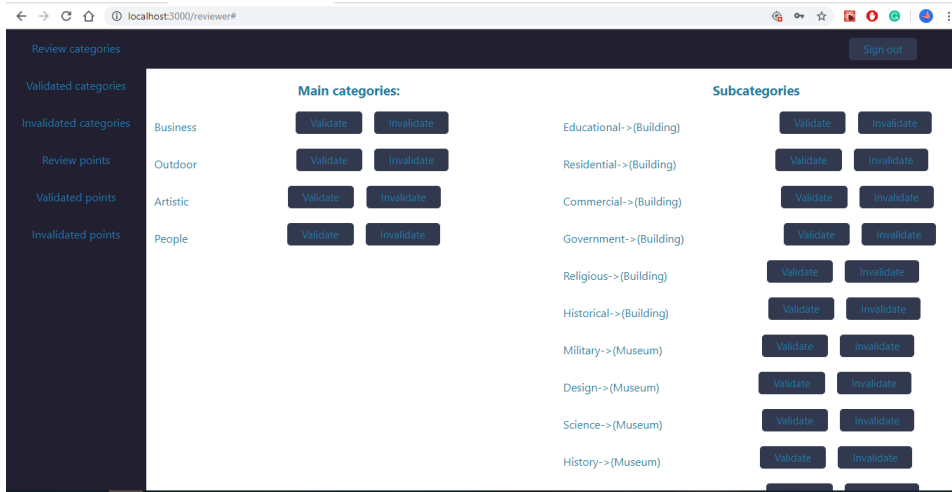 localhost:3000/reviewer#
Review categories
Sign out
Validated categories
Invalidated categories
Review points
Validated points
Invalidated points
Main categories:
Business Validate Invalidate
Outdoor Validate Invalidate
Artistic Validate Invalidate
People Validate Invalidate
Subcategories
Educational->(Building) Validate Invalidate
Residential->(Building) Validate Invalidate
Commercial->(Building) Validate Invalidate
Government->(Building) Validate Invalidate
Religious->(Building) Validate Invalidate
Historical->(Building) Validate Invalidate
Military->(Museum) Validate Invalidate
Design->(Museum) Validate Invalidate
Science->(Museum) Validate Invalidate
History->(Museum) Validate Invalidate